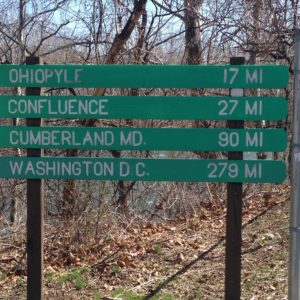 OHIOPYLE 17 MI
CONFLUENCE 27 MI
CUMBERLAND MD. 90 MI
WASHINGTON D.C. 279 MI